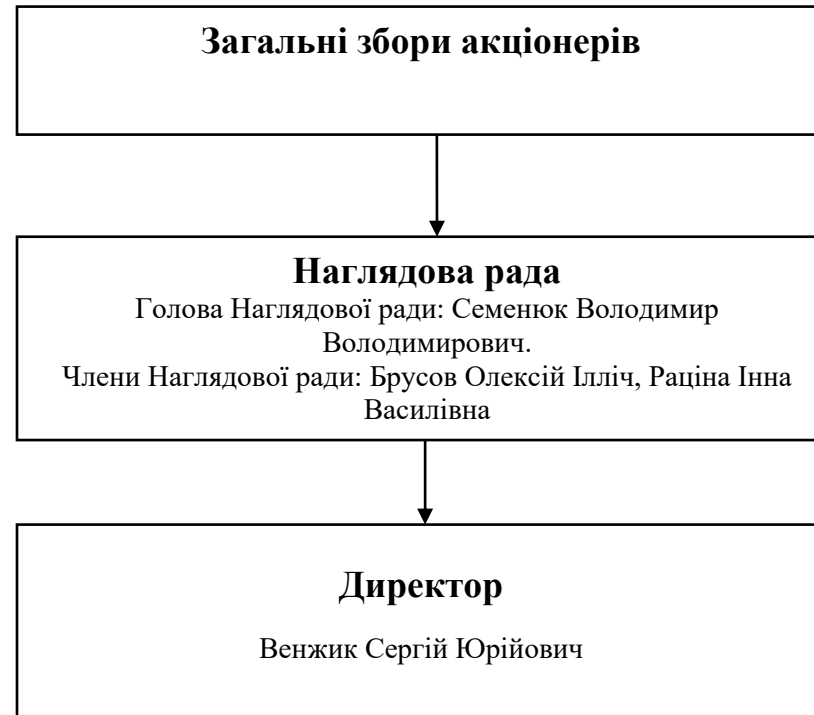 Загальні збори акціонерів
Наглядова рада
Голова Наглядової ради: Семенюк Володимир
Володимирович.
Члени Наглядової ради: Брусов Олексій Ілліч, Раціна Інна
Василівна
Директор
Венжик Сергій Юрійович